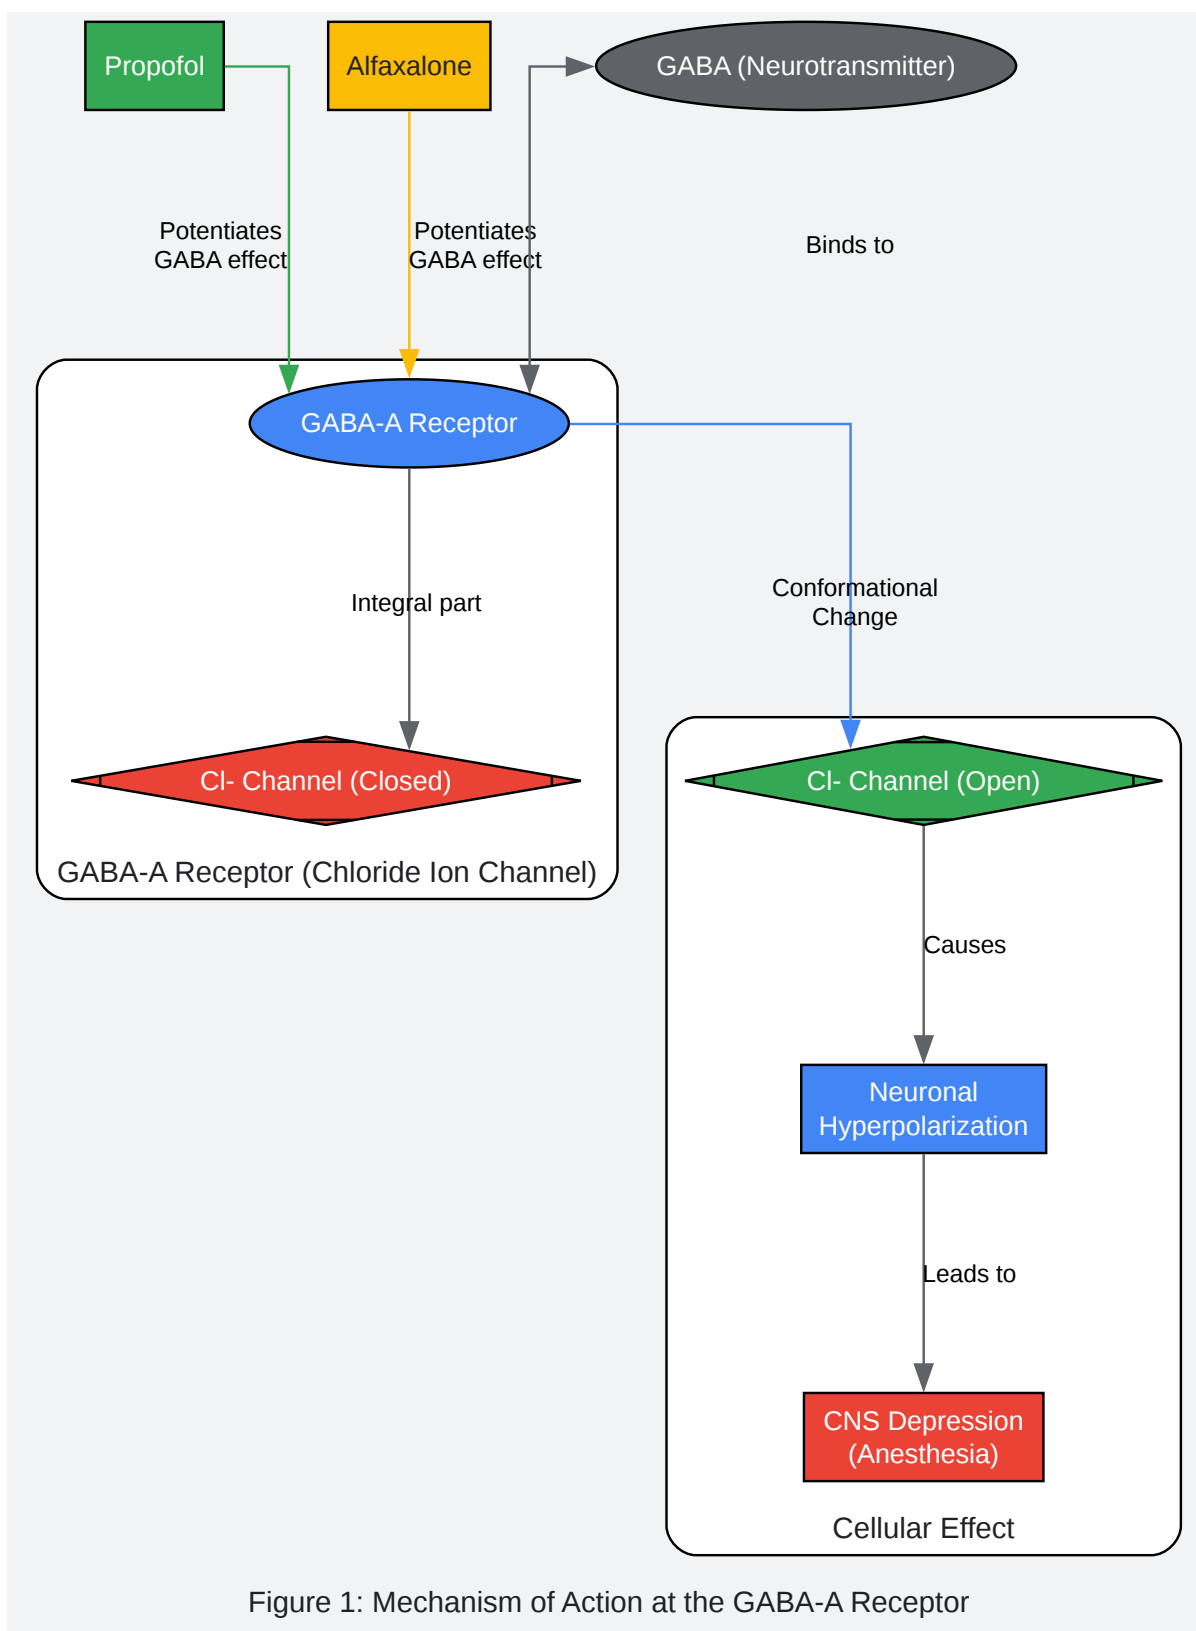 Propofol
Alfaxalone
GABA (Neurotransmitter)
Potentiates
GABA effect
Potentiates
GABA effect
Binds to
GABA-A Receptor
Integral part
Conformational
Change
Cl- Channel (Closed)
Cl- Channel (Open)
GABA-A Receptor (Chloride Ion Channel)
Causes
Neuronal
Hyperpolarization
Leads to
CNS Depression
(Anesthesia)
Cellular Effect
Figure 1: Mechanism of Action at the GABA-A Receptor